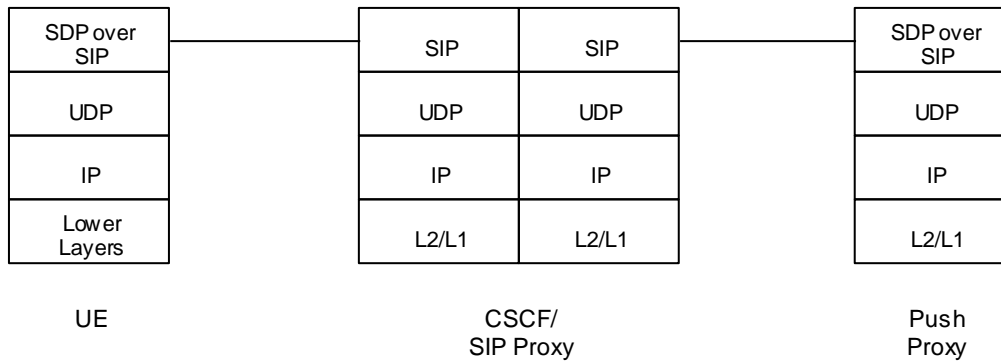 SDP over
SIP
SIP
SIP
SDP over
SIP
UDP
UDP
UDP
UDP
IP
IP
IP
IP
Lower
Layers
L2/L1
L2/L1
L2/L1
UE
CSCF/
SIP Proxy
Push
Proxy